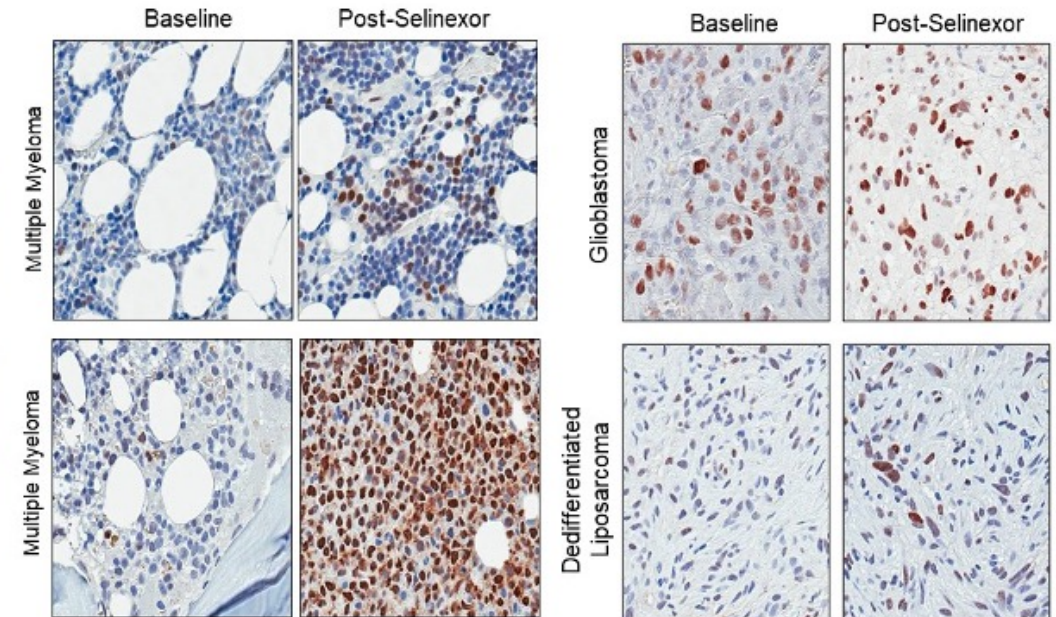 Baseline
Post-Selinexor
Baseline
Post-Selinexor
Multiple Myeloma
Glioblastoma
Multiple Myeloma
Dedifferentiated
Liposarcoma